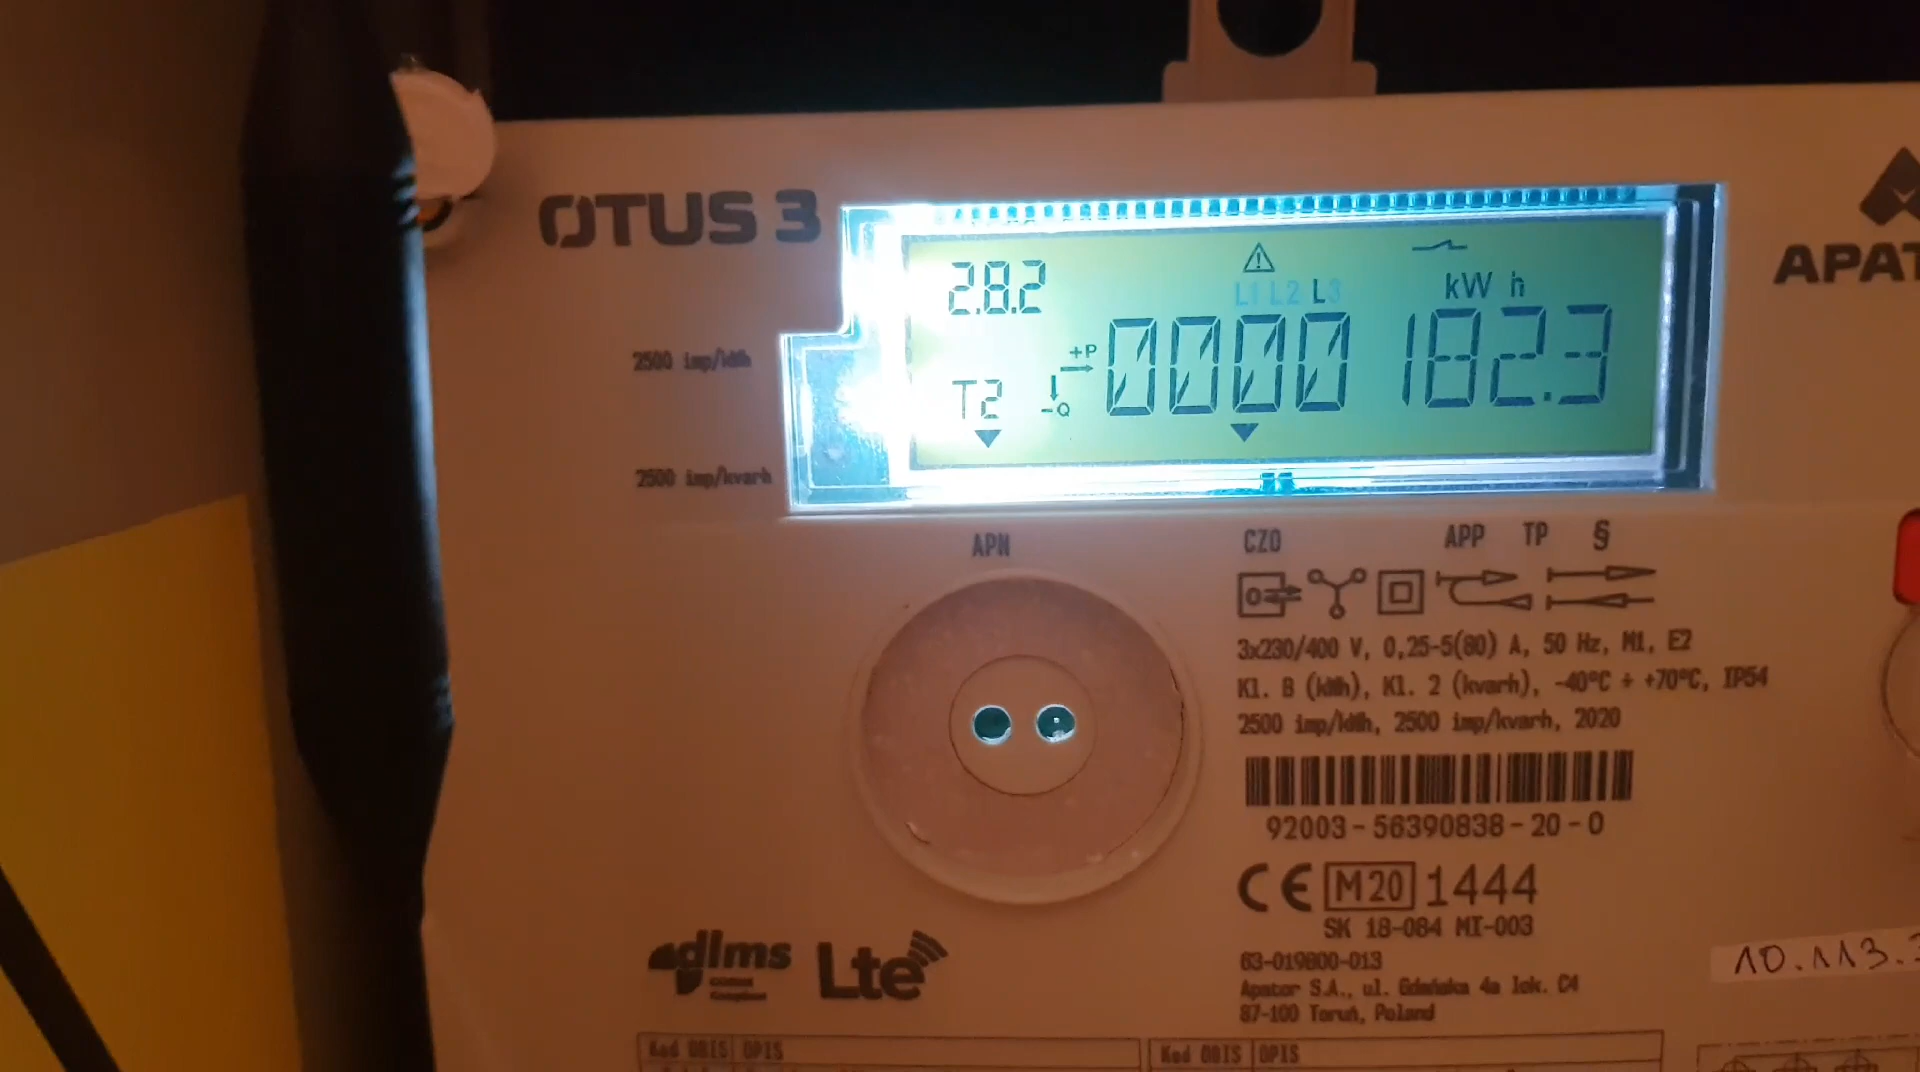 OTUS 3
2.8.2
L1 L2 L3
kW h
2500 imp/kWh
+P
0000182.3
T2
-Q
2500 imp/kvarh
APAT
APN
CZO
APP TP §
3x230/400 V, 0,25-5(80) A, 50 Hz, M1, E2
Kl. B (kWh), Kl. 2 (kvarh), -40°C ÷ +70°C, IP54
2500 imp/kWh, 2500 imp/kvarh, 2020
92003-56390838-20-0
CE M20 1444
SK 18-084 MI-003
dlms
Lte
63-019800-013
Apator S.A., ul. Gdańska 4a lok. C4
87-100 Toruń, Poland
10.113.
Kod OBIS OPIS
Kod OBIS OPIS